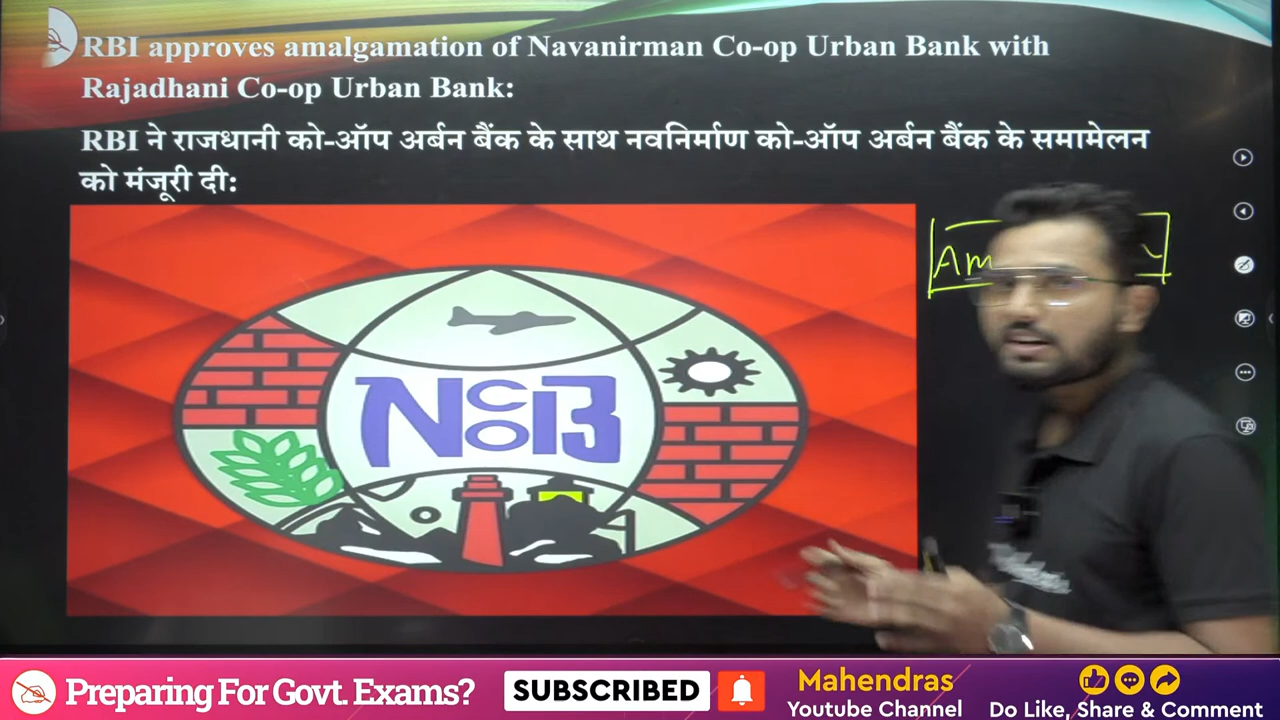 RBI approves amalgamation of Navanirman Co-op Urban Bank with
Rajadhani Co-op Urban Bank:
RBI ने राजधानी को-ऑप अर्बन बैंक के साथ नवनिर्माण को-ऑप अर्बन बैंक के समामेलन
को मंजूरी दी:
Am
NCCOB
Preparing For Govt. Exams?
SUBSCRIBED
Mahendras
Youtube Channel
Do Like, Share & Comment